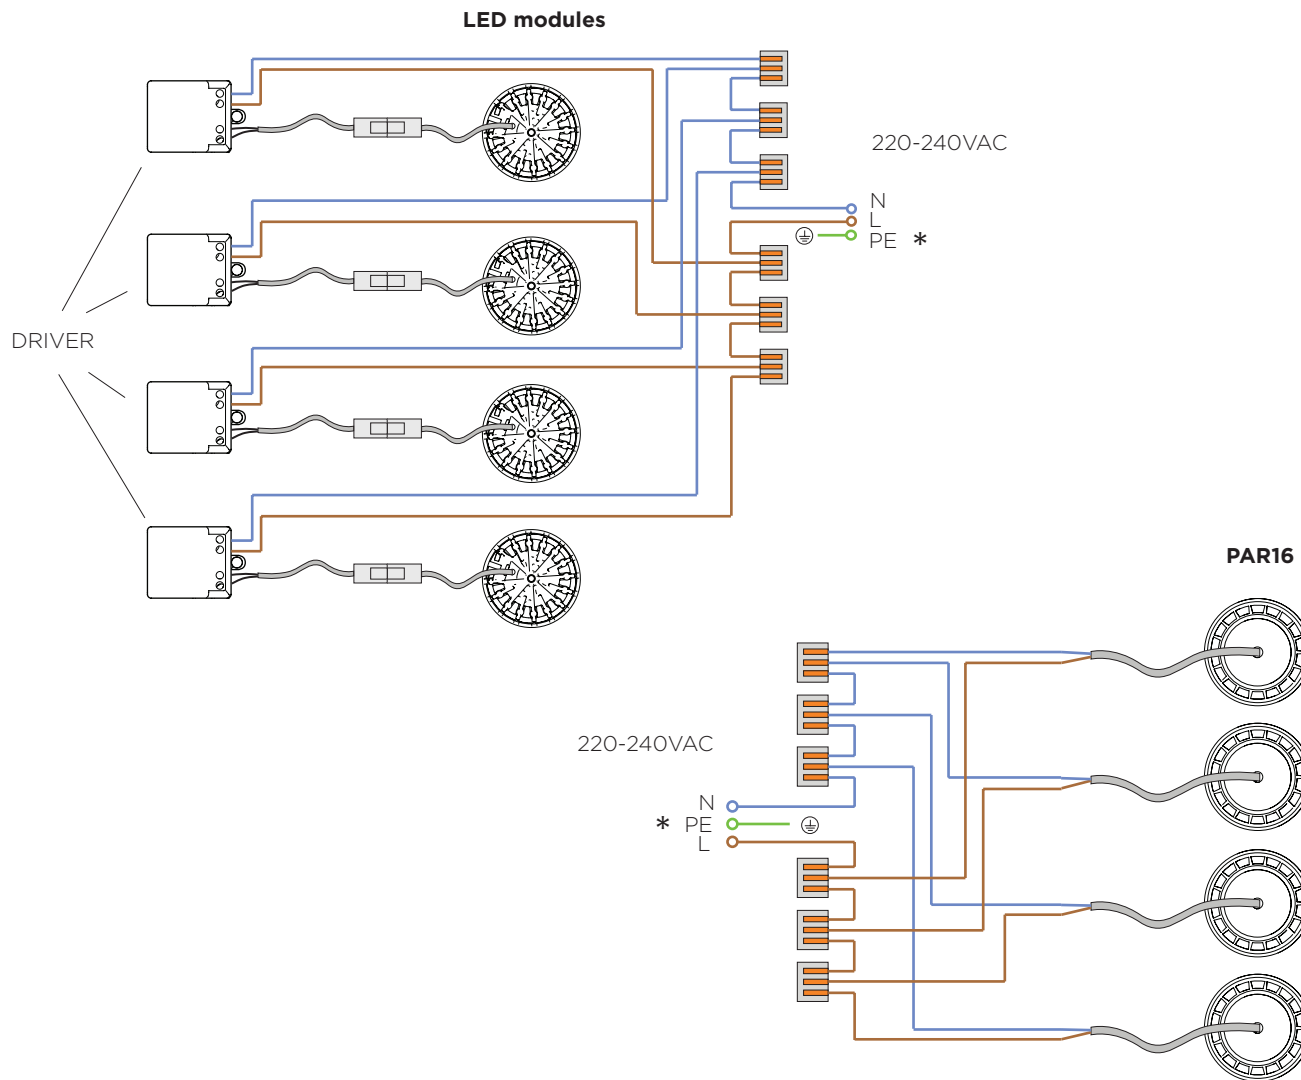 LED modules
220-240VAC
N
L
PE *
DRIVER
PAR16
220-240VAC
N
* PE
L